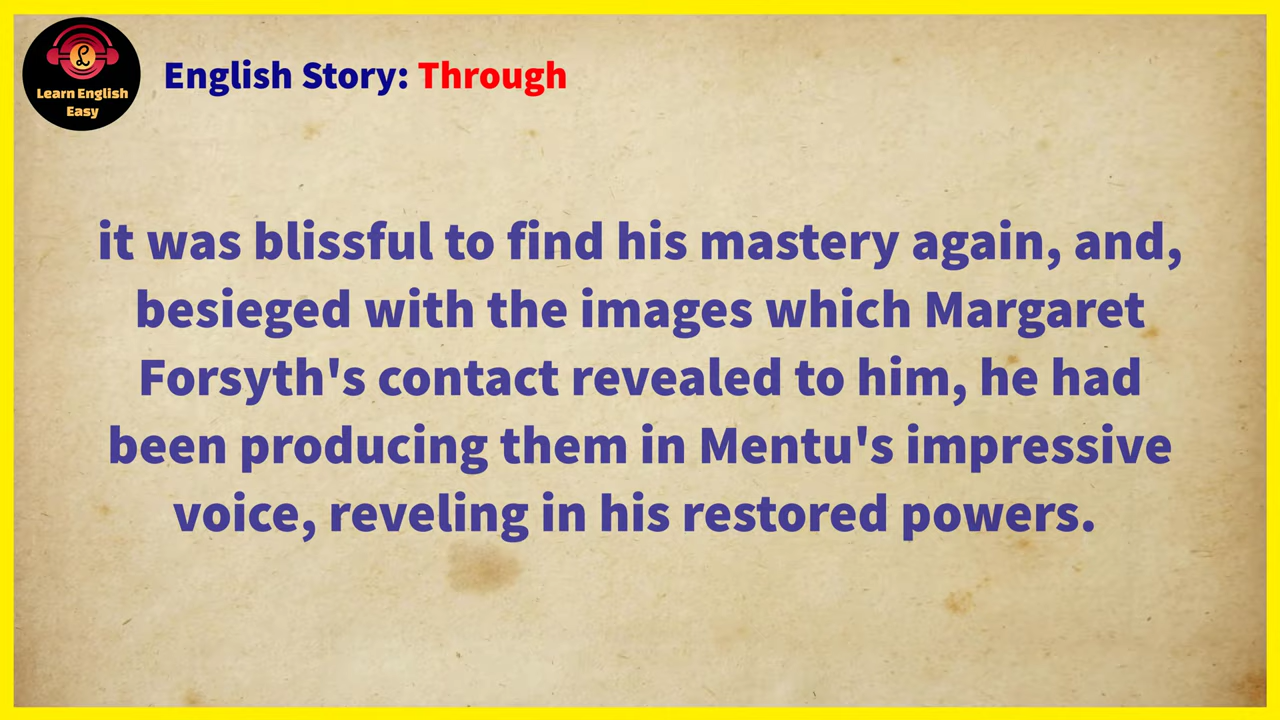 Learn English
Easy
English Story: Through
it was blissful to find his mastery again, and,
besieged with the images which Margaret
Forsyth's contact revealed to him, he had
been producing them in Mentu's impressive
voice, reveling in his restored powers.